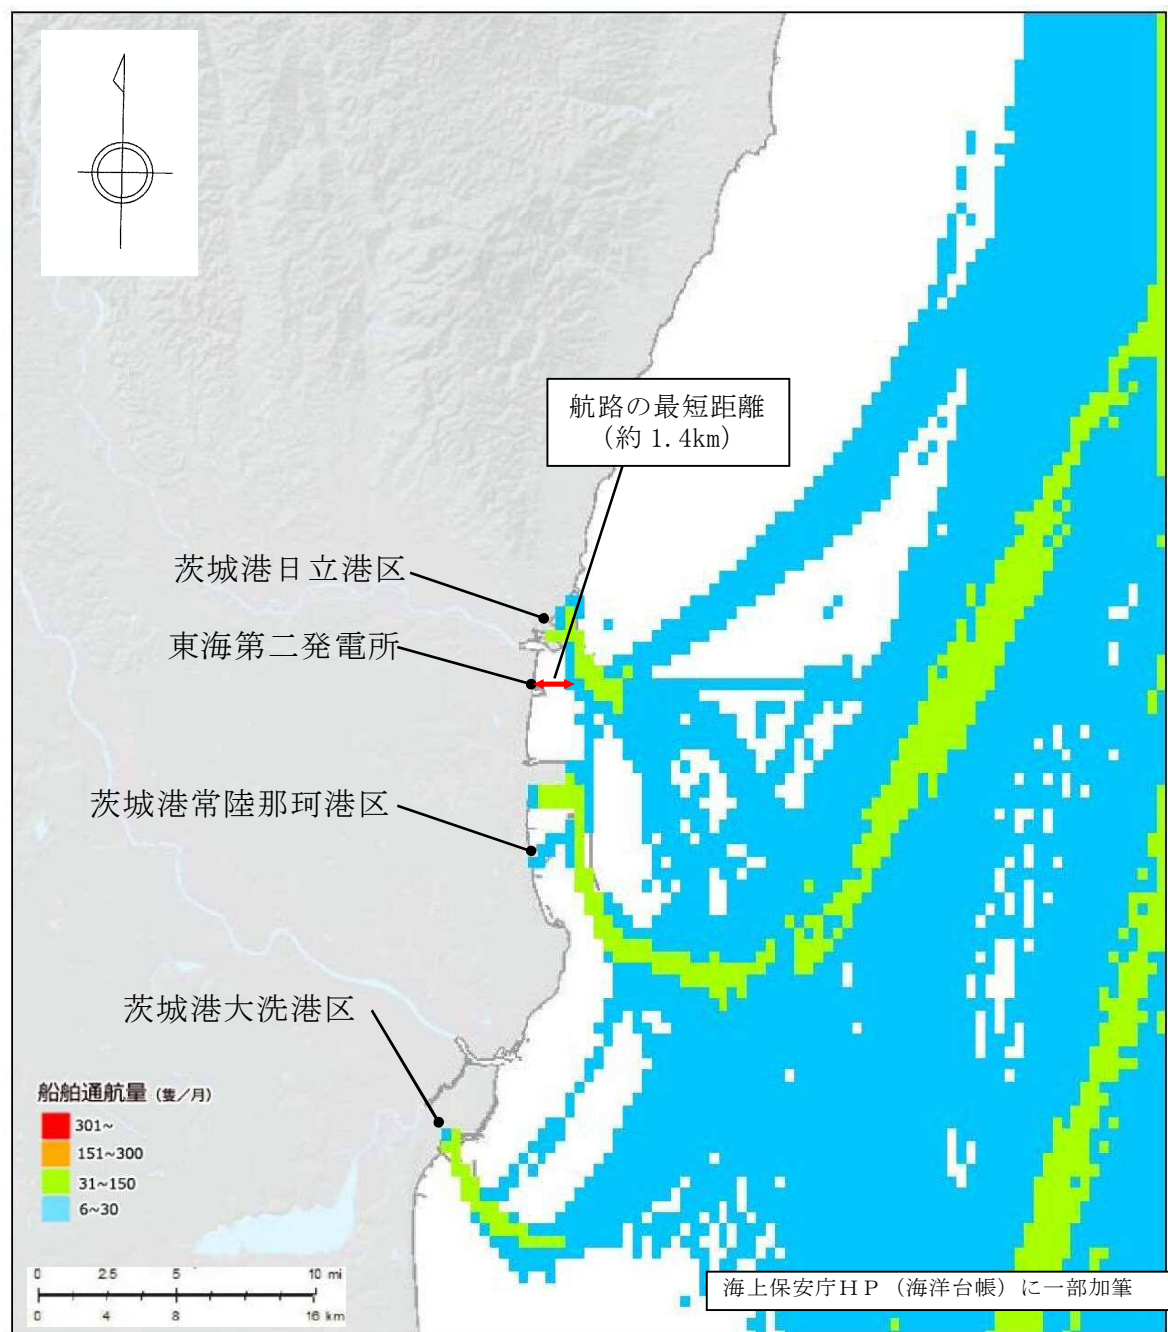 航路の最短距離
（約 1.4km）
茨城港日立港区
東海第二発電所
茨城港常陸那珂港区
茨城港大洗港区
船舶通航量 (隻／月)
301~
151~300
31~150
6~30
0 2.5 5 10 mi
0 4 8 16 km
海上保安庁ＨＰ（海洋台帳）に一部加筆